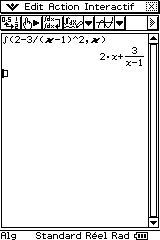 Edit Action Interactif
∫(2-3/(x-1)^2,x)
2·x+3/(x-1)
Alg Standard Réel Rad